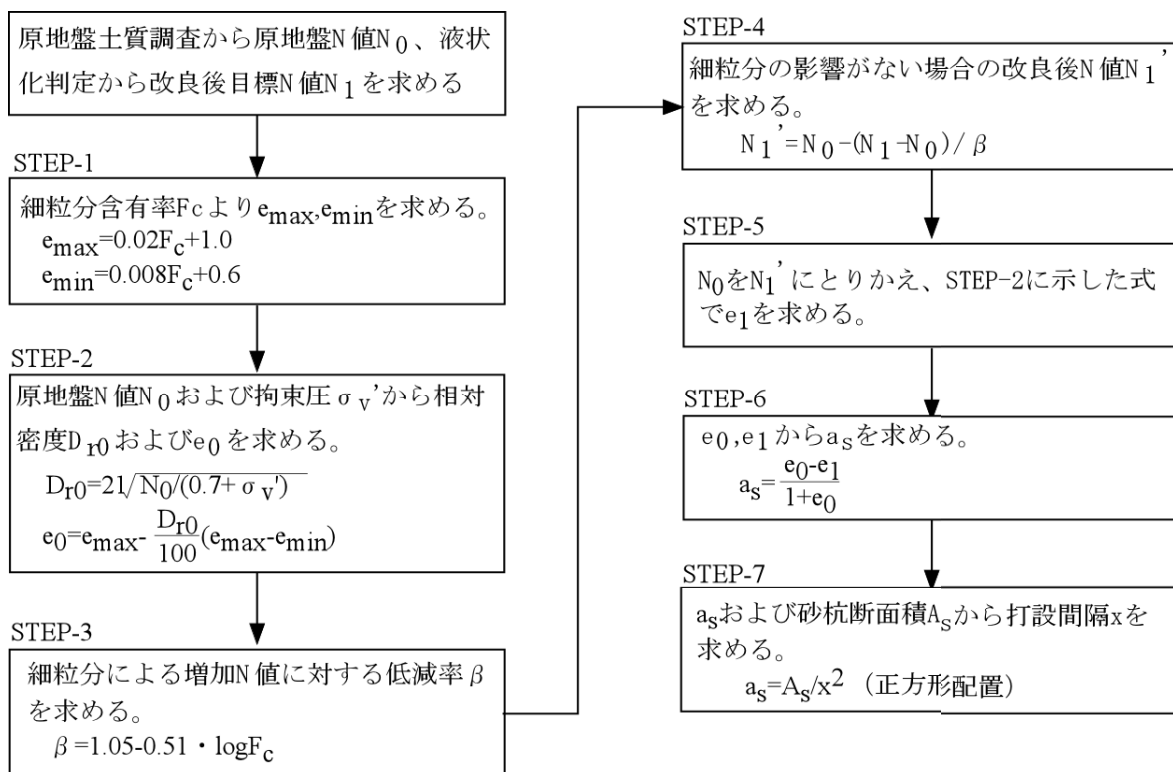 原地盤土質調査から原地盤N値N0、液状
化判定から改良後目標N値N1を求める
STEP-1
細粒分含有率Fcよりemax,eminを求める。
emax=0.02Fc+1.0
emin=0.008Fc+0.6
STEP-2
原地盤N値N0および拘束圧σv'から相対
密度Dr0およびe0を求める。
Dr0=21√N0/(0.7+σv')
e0=emax-Dr0/100(emax-emin)
STEP-3
細粒分による増加N値に対する低減率β
を求める。
β=1.05-0.51・logFc
STEP-4
細粒分の影響がない場合の改良後N値N1'
を求める。
N1'=N0-(N1-N0)/β
STEP-5
N0をN1'にとりかえ、STEP-2に示した式
でe1を求める。
STEP-6
e0,e1からasを求める。
as=e0-e1/1+e0
STEP-7
asおよび砂杭断面積Asから打設間隔xを
求める。
as=As/x2 (正方形配置)